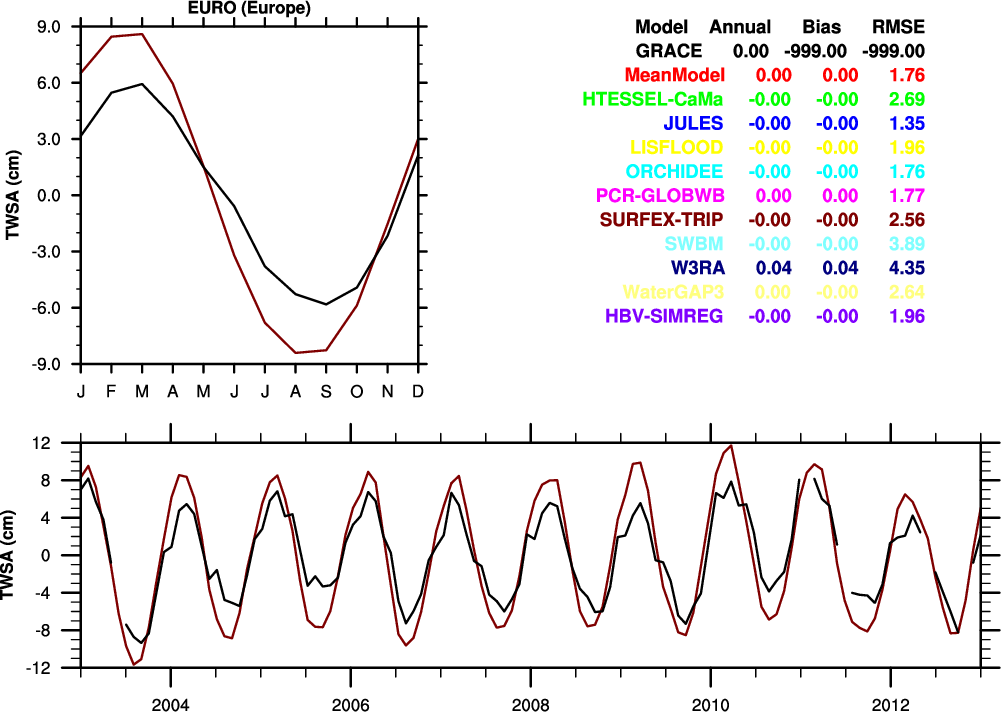 EURO (Europe)
9.0
6.0
3.0
0.0
-3.0
-6.0
-9.0
TWSA (cm)
J F M A M J J A S O N D
Model Annual Bias RMSE
GRACE 0.00 -999.00 -999.00
MeanModel 0.00 0.00 1.76
HTESSEL-CaMa -0.00 -0.00 2.69
JULES -0.00 -0.00 1.35
LISFLOOD -0.00 -0.00 1.96
ORCHIDEE -0.00 -0.00 1.76
PCR-GLOBWB 0.00 0.00 1.77
SURFEX-TRIP -0.00 -0.00 2.56
SWBM -0.00 -0.00 3.89
W3RA 0.04 0.04 4.35
WaterGAP3 0.00 -0.00 2.64
HBV-SIMREG -0.00 -0.00 1.96
12
8
4
0
-4
-8
-12
TWSA (cm)
2004 2006 2008 2010 2012